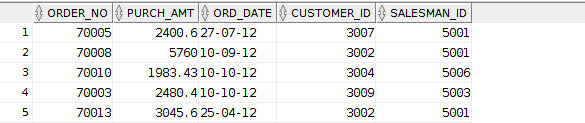 ORDER_NO PURCH_AMT ORD_DATE CUSTOMER_ID SALESMAN_ID
1 70005 2400.6 27-07-12 3007 5001
2 70008 5760 10-09-12 3002 5001
3 70010 1983.43 10-10-12 3004 5006
4 70003 2480.4 10-10-12 3009 5003
5 70013 3045.6 25-04-12 3002 5001